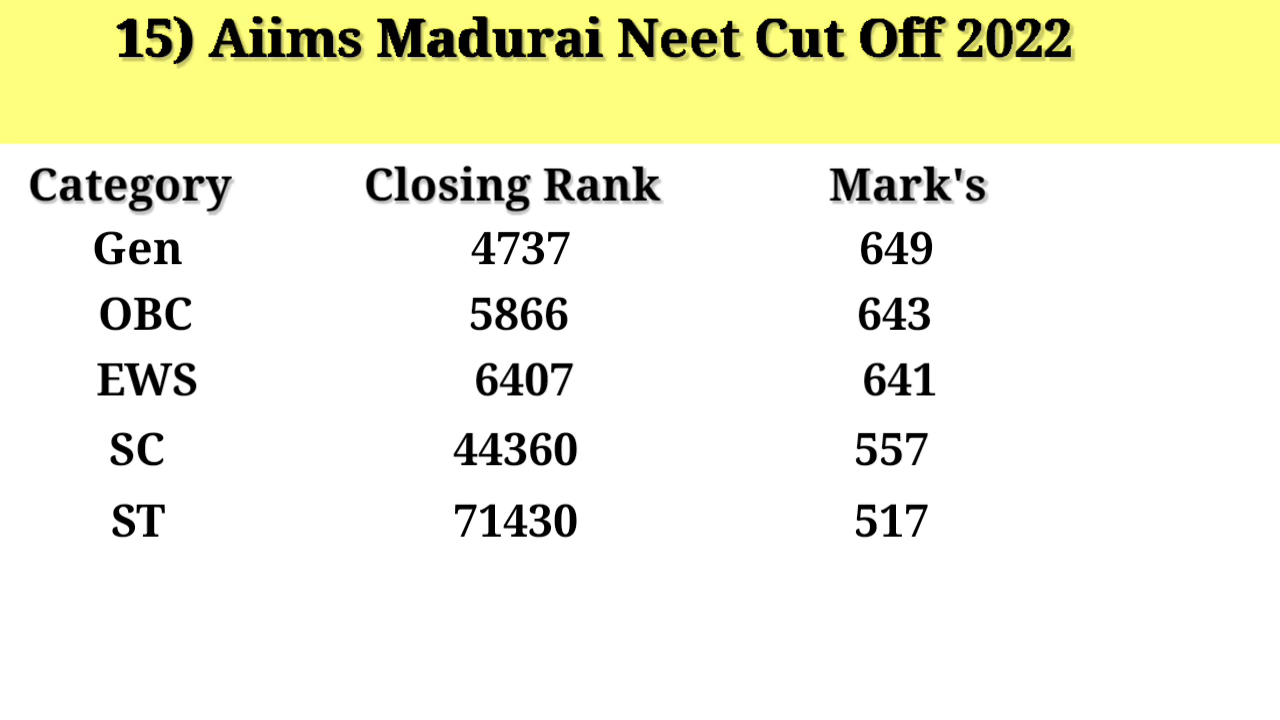 15) Aiims Madurai Neet Cut Off 2022
Category Closing Rank Mark's
Gen 4737 649
OBC 5866 643
EWS 6407 641
SC 44360 557
ST 71430 517